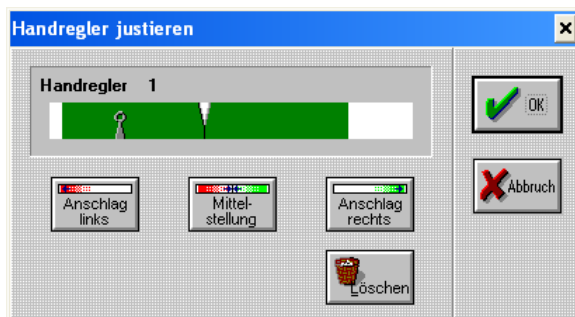 Handregler justieren
Handregler 1
OK
Anschlag
links
Mittel-
stellung
Anschlag
rechts
Abbruch
Löschen